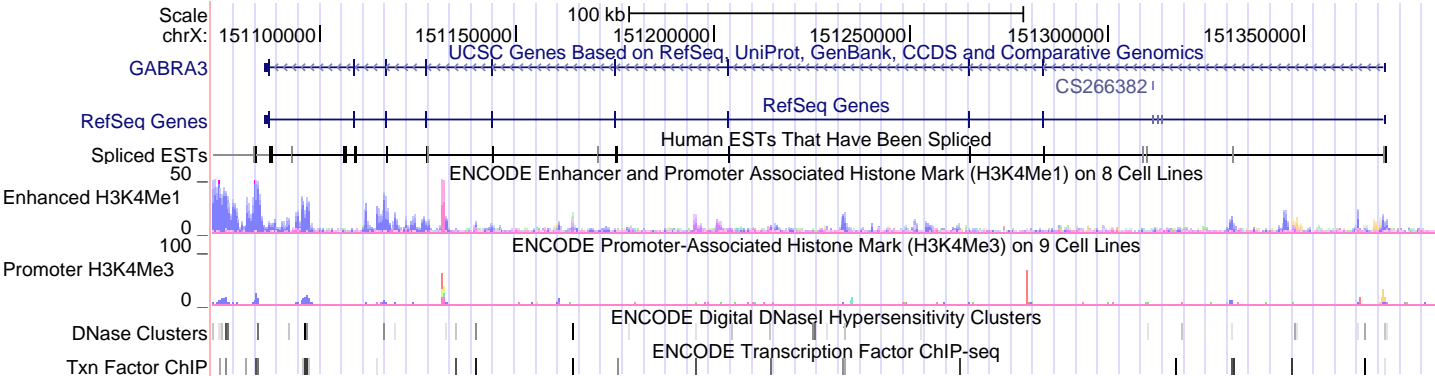 Scale 100 kb
chrX: 151100000 151150000 151200000 151250000 151300000 151350000
UCSC Genes Based on RefSeq, UniProt, GenBank, CCDS and Comparative Genomics
GABRA3
CS266382
RefSeq Genes
RefSeq Genes
Human ESTs That Have Been Spliced
Spliced ESTs
50
ENCODE Enhancer and Promoter Associated Histone Mark (H3K4Me1) on 8 Cell Lines
Enhanced H3K4Me1
0
100
ENCODE Promoter-Associated Histone Mark (H3K4Me3) on 9 Cell Lines
Promoter H3K4Me3
0
ENCODE Digital DNaseI Hypersensitivity Clusters
DNase Clusters
ENCODE Transcription Factor ChIP-seq
Txn Factor ChIP